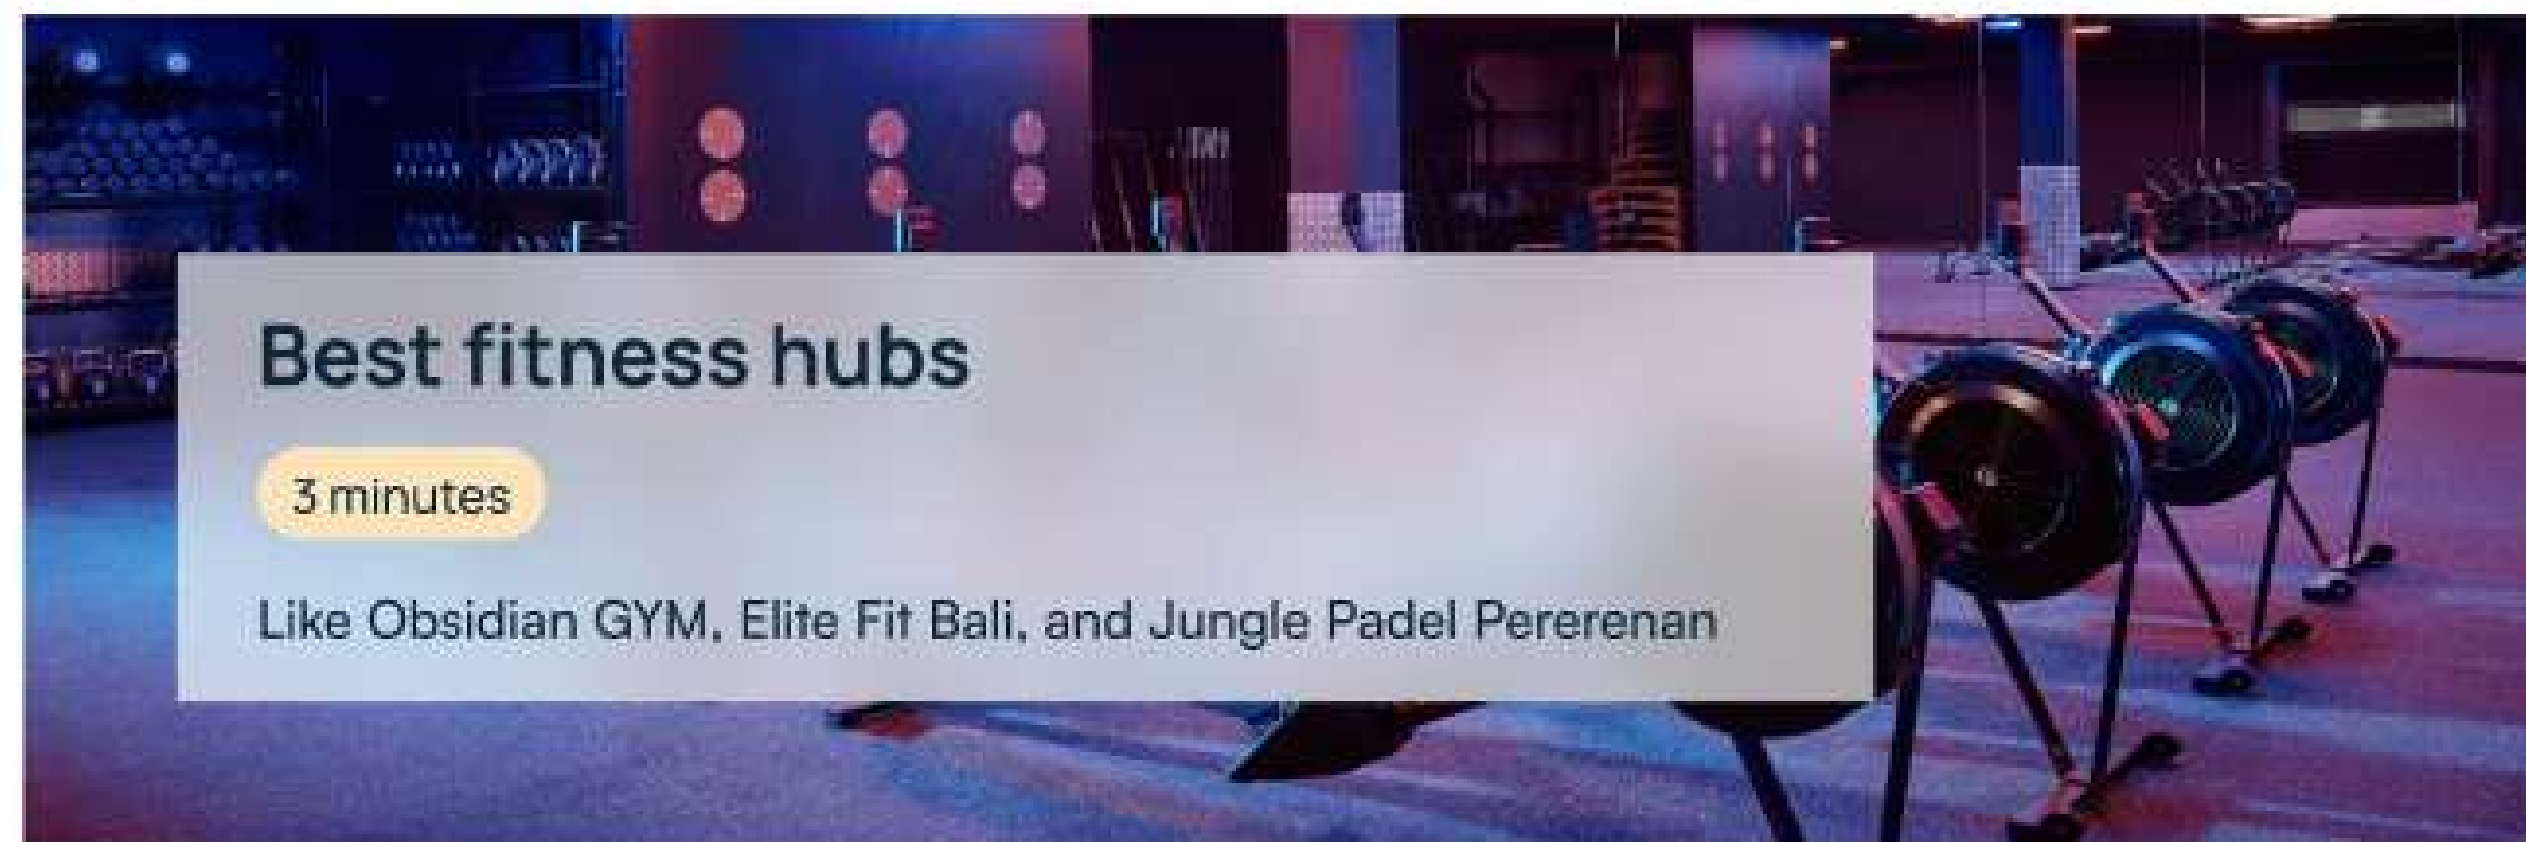 Best fitness hubs
3 minutes
Like Obsidian GYM, Elite Fit Bali, and Jungle Padel Pererenan